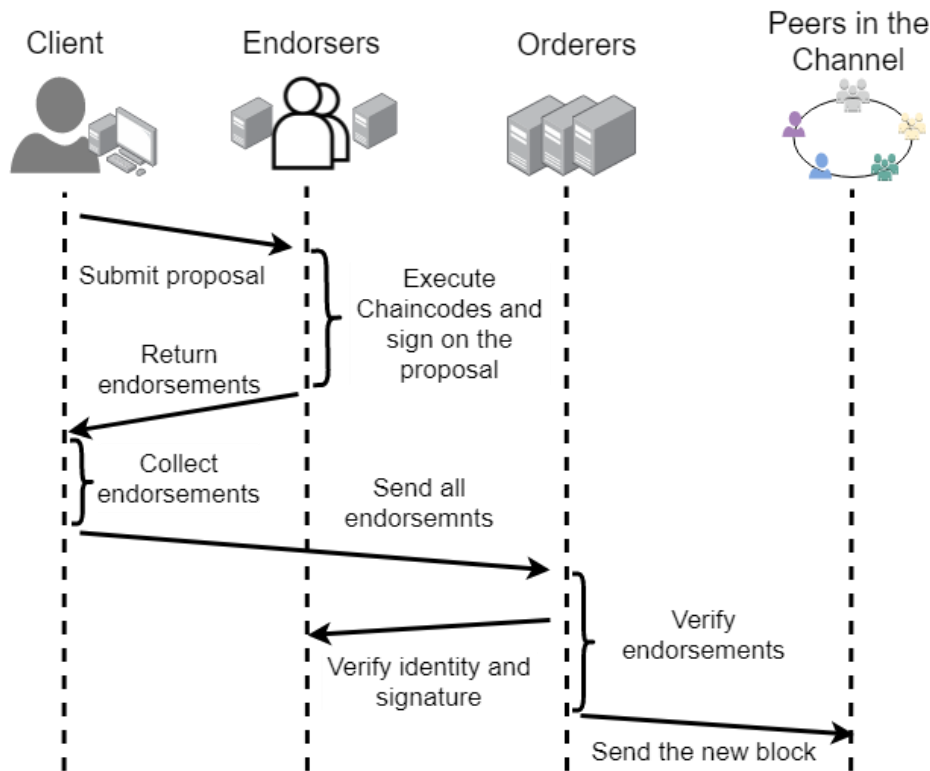 Client
Endorsers
Orderers
Peers in the
Channel
Submit proposal
Execute
Chaincodes and
sign on the
proposal
Return
endorsements
Collect
endorsements
Send all
endorsemnts
Verify
endorsements
Verify identity and
signature
Send the new block